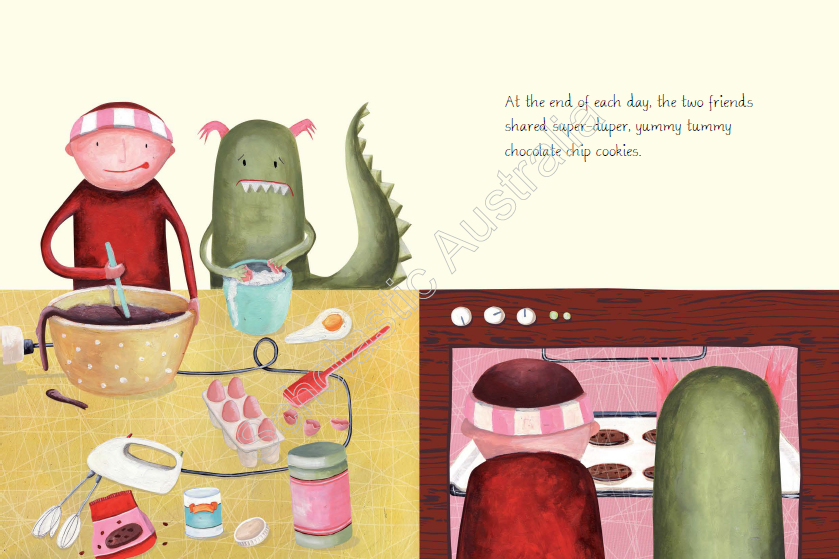 At the end of each day, the two friends
shared super-duper, yummy tummy
chocolate chip cookies.
Scholastic Australia